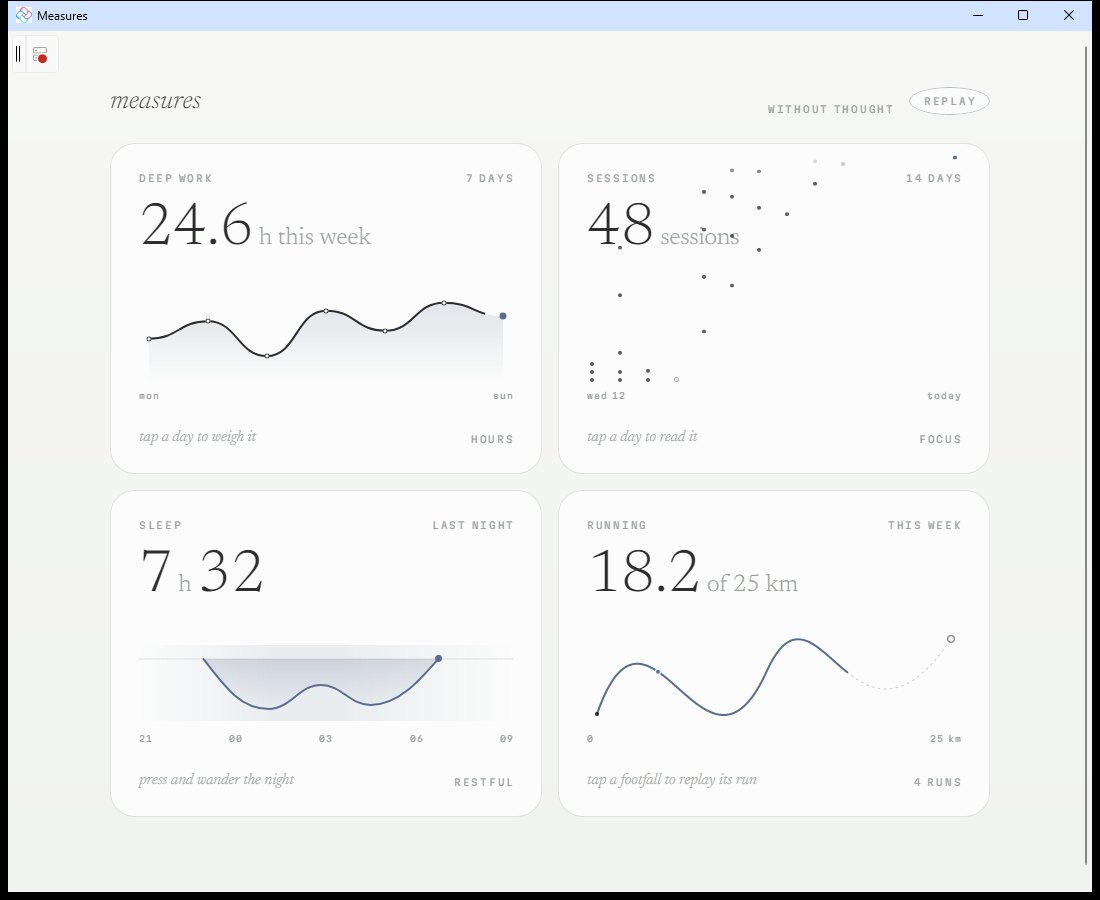 Measures
measures
WITHOUT THOUGHT
REPLAY
DEEP WORK
7 DAYS
24.6 h this week
mon
sun
tap a day to weigh it
HOURS
SESSIONS
14 DAYS
48 sessions
wed 12
today
tap a day to read it
FOCUS
SLEEP
LAST NIGHT
7 h 32
21 00 03 06 09
press and wander the night
RESTFUL
RUNNING
THIS WEEK
18.2 of 25 km
0
25 km
tap a footfall to replay its run
4 RUNS